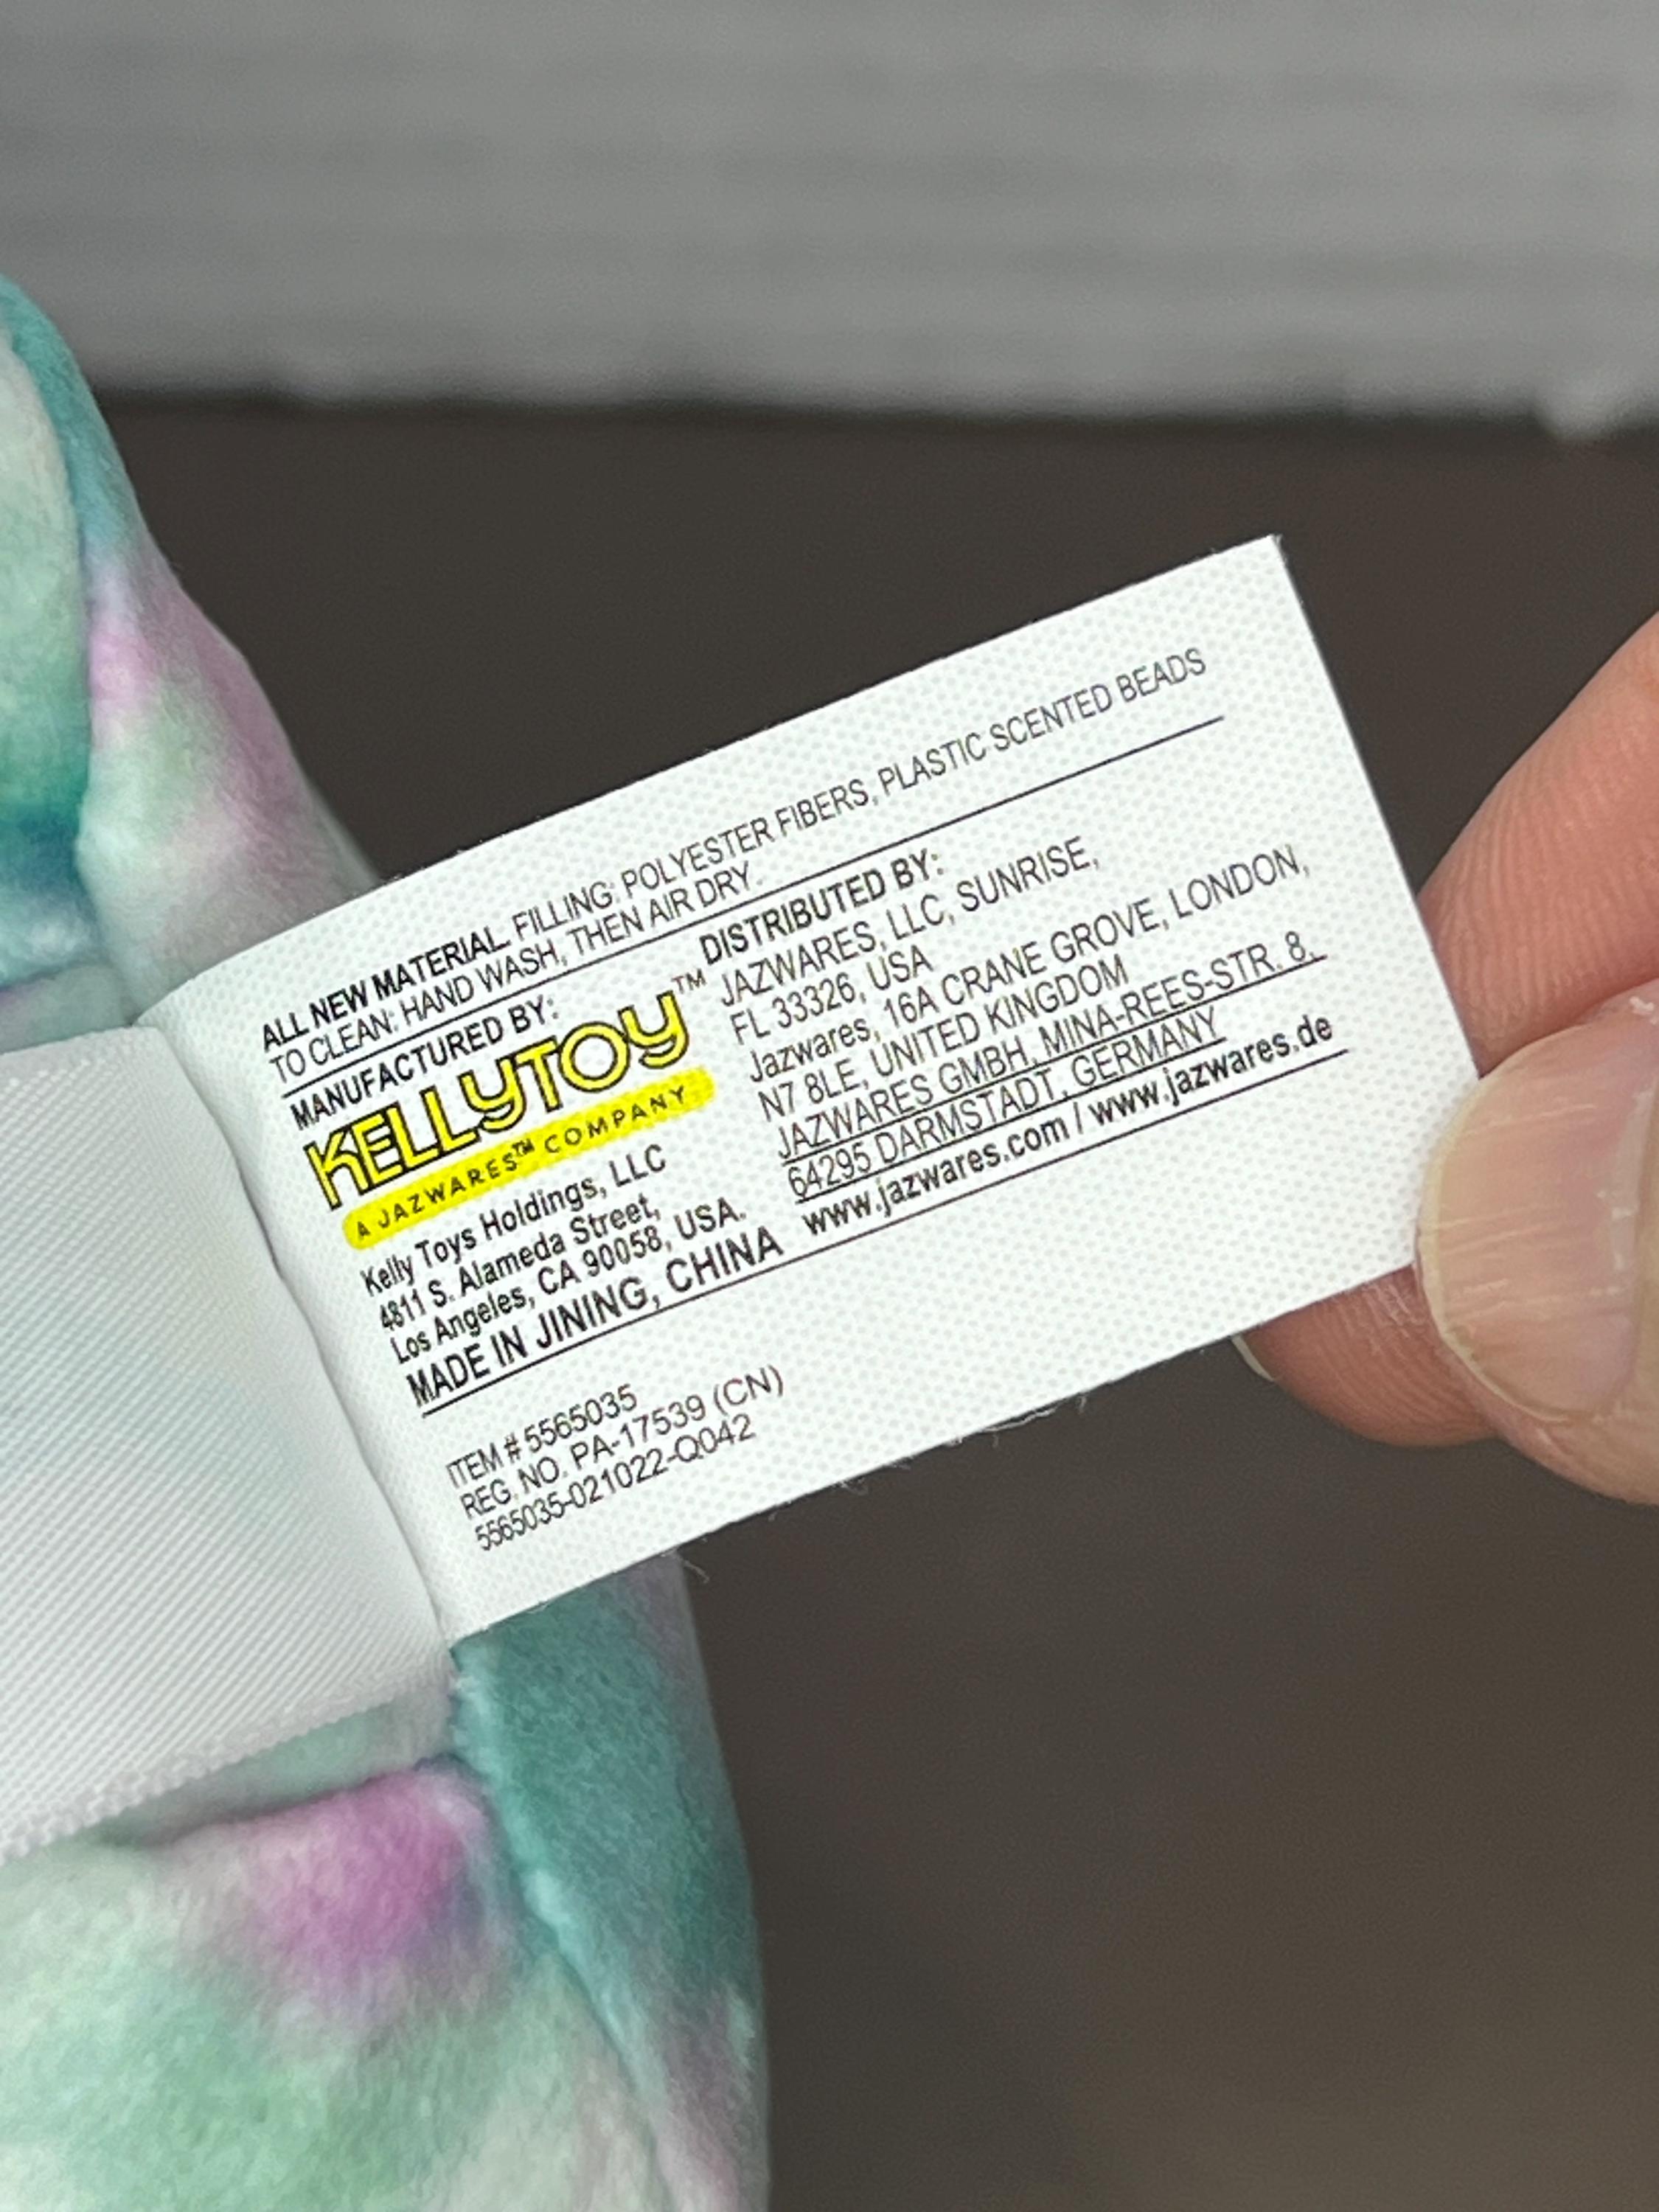 ALL NEW MATERIAL. FILLING: POLYESTER FIBERS, PLASTIC SCENTED BEADS
TO CLEAN: HAND WASH, THEN AIR DRY.
MANUFACTURED BY:
KELLYTOY™
A JAZWARES™ COMPANY
Kelly Toys Holdings, LLC
4811 S. Alameda Street,
Los Angeles, CA 90058, USA.
MADE IN JINING, CHINA
DISTRIBUTED BY:
JAZWARES, LLC, SUNRISE,
FL 33326, USA
Jazwares, 16A CRANE GROVE, LONDON,
N7 8LE, UNITED KINGDOM
JAZWARES GMBH, MINA-REES-STR. 8,
64295 DARMSTADT, GERMANY
www.jazwares.com / www.jazwares.de
ITEM # 5565035
REG. NO. PA-17539 (CN)
5565035-021022-Q042